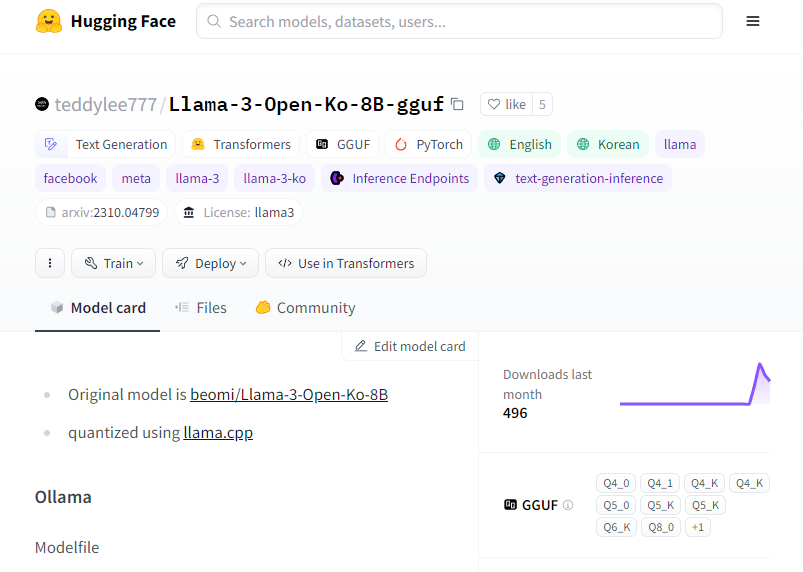 Hugging Face
Search models, datasets, users...
teddylee777/Llama-3-Open-Ko-8B-gguf
like 5
Text Generation Transformers GGUF PyTorch English Korean llama
facebook meta llama-3 llama-3-ko Inference Endpoints text-generation-inference
arxiv:2310.04799 License: llama3
Train Deploy </> Use in Transformers
Model card Files Community
Edit model card
Original model is beomi/Llama-3-Open-Ko-8B
quantized using llama.cpp
Ollama
Modelfile
Downloads last
month
496
GGUF
Q4_0 Q4_1 Q4_K Q4_K
Q5_0 Q5_K Q5_K
Q6_K Q8_0 +1